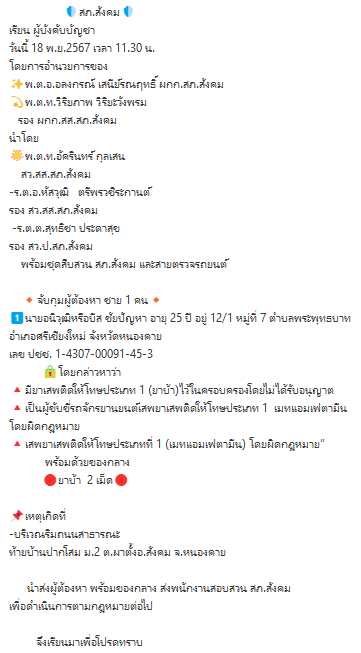 🛡️ สภ.สังคม 🛡️
เรียน ผู้บังคับบัญชา
วันนี้ 18 พ.ย.2567 เวลา 11.30 น.
โดยการอำนวยการของ
✨พ.ต.อ.อลงกรณ์ เสนีย์รณฤทธิ์ ผกก.สภ.สังคม
💫พ.ต.ท.วิริยภาพ วิริยะวังพรม
รอง ผกก.สส.สภ.สังคม
นำโดย
🌟พ.ต.ท.อัครินทร์ กุลเสน
สว.สส.สภ.สังคม
-ร.ต.อ.หัสวุฒิ ตรีพรวชิระกานต์
รอง สว.สส.สภ.สังคม
-ร.ต.ต.สุทธิชา ประดาสุข
รอง สว.ป.สภ.สังคม
พร้อมชุดสืบสวน สภ.สังคม และสายตรวจรถยนต์
🔸จับกุมผู้ต้องหา ชาย 1 คน 🔸
1️⃣นายอนิวุฒิหรือบีส ชัยปัญหา อายุ 25 ปี อยู่ 12/1 หมู่ที่ 7 ตำบลพระพุทธบาท
อำเภอศรีเชียงใหม่ จังหวัดหนองคาย
เลข ปชช. 1-4307-00091-45-3
🔒โดยกล่าวหาว่า
🔺มียาเสพติดให้โทษประเภท 1 (ยาบ้า)ไว้ในครอบครองโดยไม่ได้รับอนุญาต
🔺เป็นผู้ขับขี่รถจักรยานยนต์เสพยาเสพติดให้โทษประเภท 1 เมทแอมเฟตามีน
โดยผิดกฎหมาย
🔺เสพยาเสพติดให้โทษประเภทที่ 1 (เมทแอมเฟตามีน) โดยผิดกฎหมาย”
พร้อมด้วยของกลาง
🔴ยาบ้า 2 เม็ด🔴
📌เหตุเกิดที่
-บริเวณริมถนนสาธารณะ
ท้ายบ้านปากโสม ม.2 ต.ผาตั้งอ.สังคม จ.หนองคาย
นำส่งผู้ต้องหา พร้อมของกลาง ส่งพนักงานสอบสวน สภ.สังคม
เพื่อดำเนินการตามกฎหมายต่อไป
จึงเรียนมาเพื่อโปรดทราบ